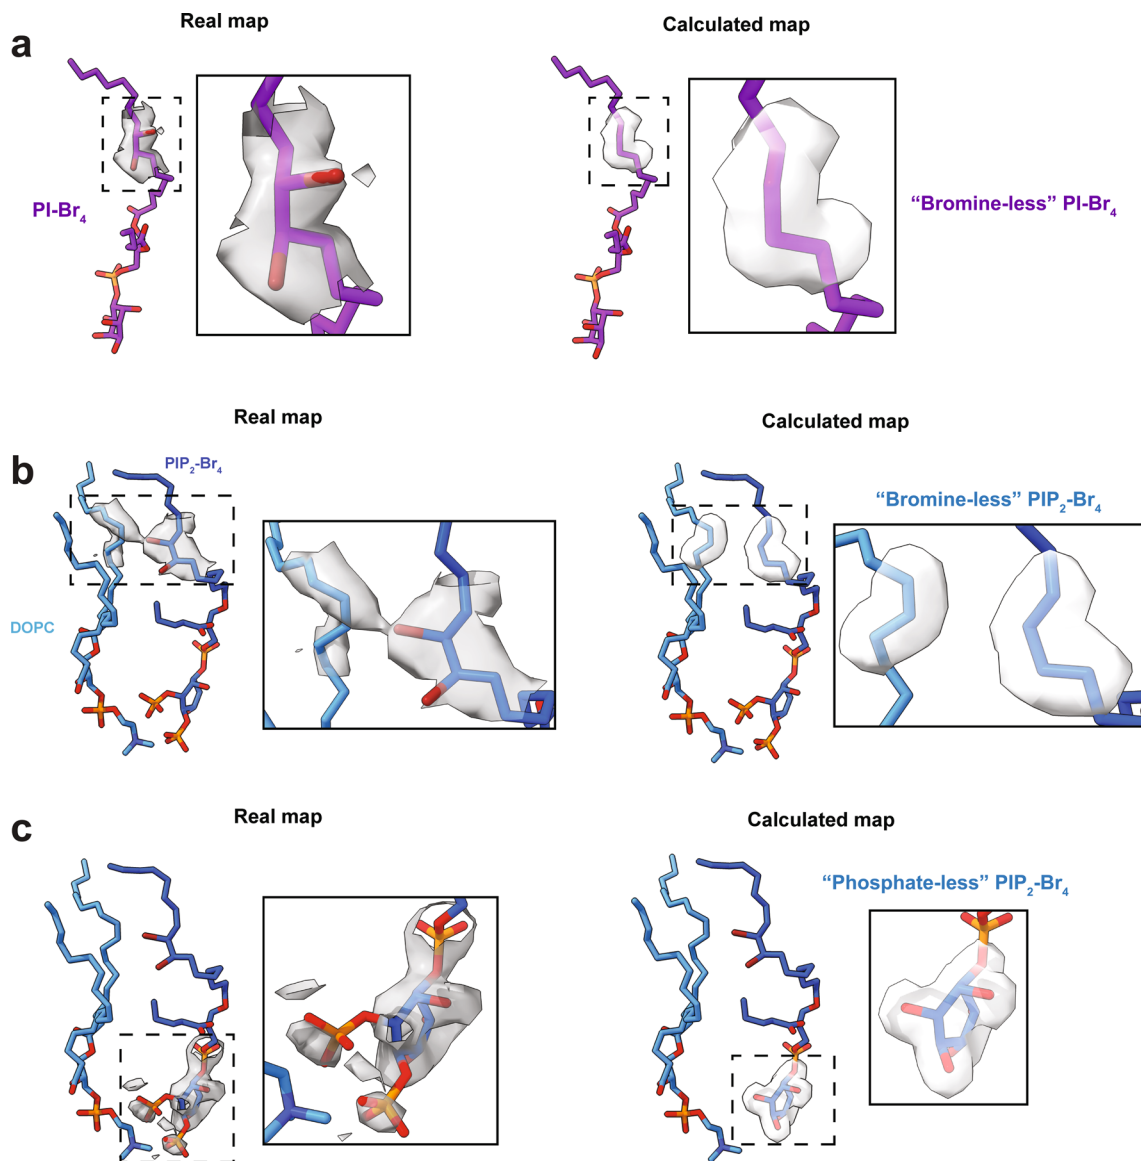 a
Real map
Calculated map
PI-Br₄
“Bromine-less” PI-Br₄
b
Real map
Calculated map
PIP₂-Br₄
“Bromine-less” PIP₂-Br₄
DOPC
c
Real map
Calculated map
“Phosphate-less” PIP₂-Br₄